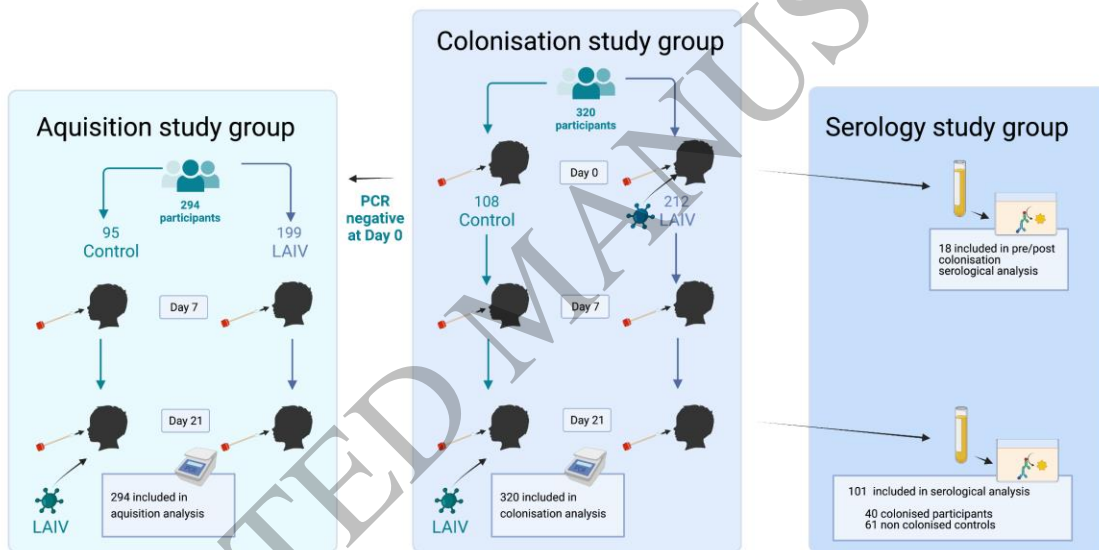 Colonisation study group
320
participants
Day 0
108
Control
212
LAIV
Day 7
Day 21
LAIV
320 included in
colonisation analysis
Aquisition study group
294
participants
PCR
negative
at Day 0
95
Control
199
LAIV
Day 7
Day 21
LAIV
294 included in
aquisition analysis
Serology study group
18 included in pre/post
colonisation
serological analysis
101 included in serological analysis
40 colonised participants
61 non colonised controls
TED MANUS